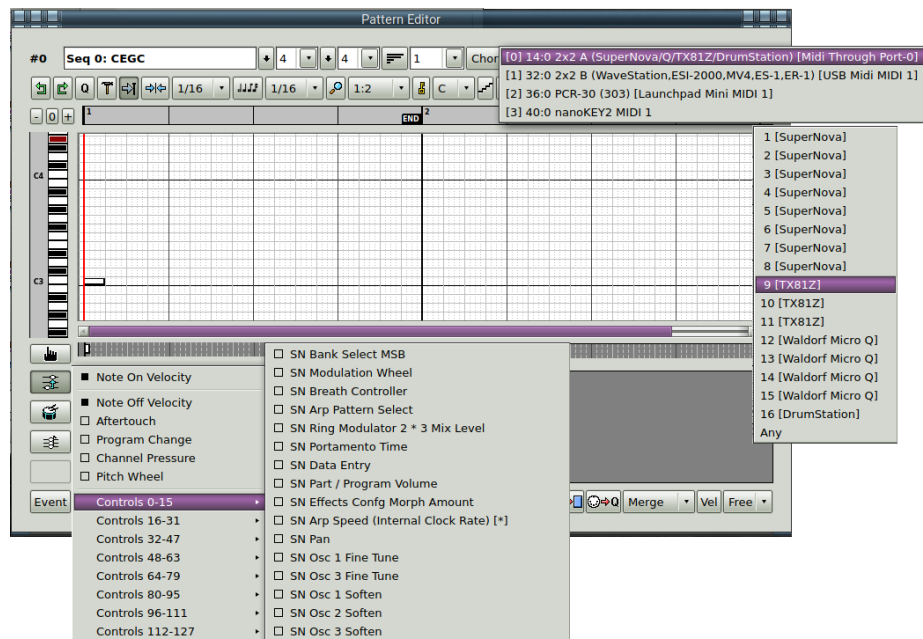 Pattern Editor
#0 Seq 0: CEGC 4 4 1 Chor
[0] 14:0 2x2 A (SuperNova/Q/TX81Z/DrumStation) [Midi Through Port-0]
[1] 32:0 2x2 B (WaveStation,ESI-2000,MV4,ES-1,ER-1) [USB Midi MIDI 1]
[2] 36:0 PCR-30 (303) [Launchpad Mini MIDI 1]
[3] 40:0 nanoKEY2 MIDI 1
Q T 1/16 1/16 1:2 C
- 0 + 1 END 2
C4
C3
1 [SuperNova]
2 [SuperNova]
3 [SuperNova]
4 [SuperNova]
5 [SuperNova]
6 [SuperNova]
7 [SuperNova]
8 [SuperNova]
9 [TX81Z]
10 [TX81Z]
11 [TX81Z]
12 [Waldorf Micro Q]
13 [Waldorf Micro Q]
14 [Waldorf Micro Q]
15 [Waldorf Micro Q]
16 [DrumStation]
Any
Note On Velocity
Note Off Velocity
Aftertouch
Program Change
Channel Pressure
Pitch Wheel
Controls 0-15
Controls 16-31
Controls 32-47
Controls 48-63
Controls 64-79
Controls 80-95
Controls 96-111
Controls 112-127
SN Bank Select MSB
SN Modulation Wheel
SN Breath Controller
SN Arp Pattern Select
SN Ring Modulator 2 * 3 Mix Level
SN Portamento Time
SN Data Entry
SN Part / Program Volume
SN Effects Confg Morph Amount
SN Arp Speed (Internal Clock Rate) [*]
SN Pan
SN Osc 1 Fine Tune
SN Osc 3 Fine Tune
SN Osc 1 Soften
SN Osc 2 Soften
SN Osc 3 Soften
Event Q Merge Vel Free